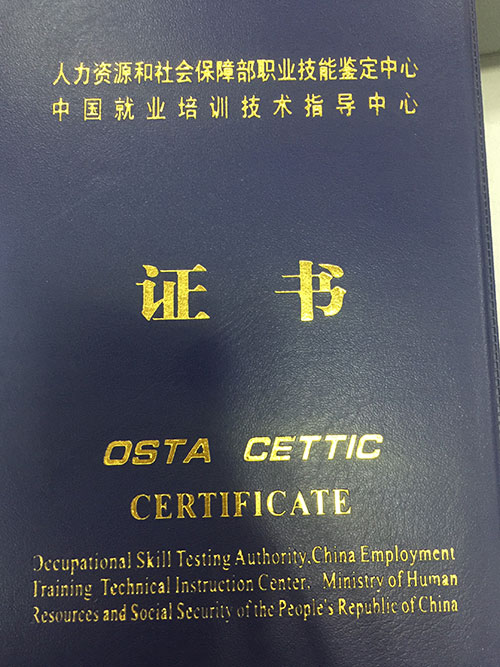 人力资源和社会保障部职业技能鉴定中心
中国就业培训技术指导中心
证书
OSTA CETTIC
CERTIFICATE
Occupational Skill Testing Authority,China Employment
Training Technical Instruction Center, Ministry of Human
Resources and Social Security of the People's Republic of China